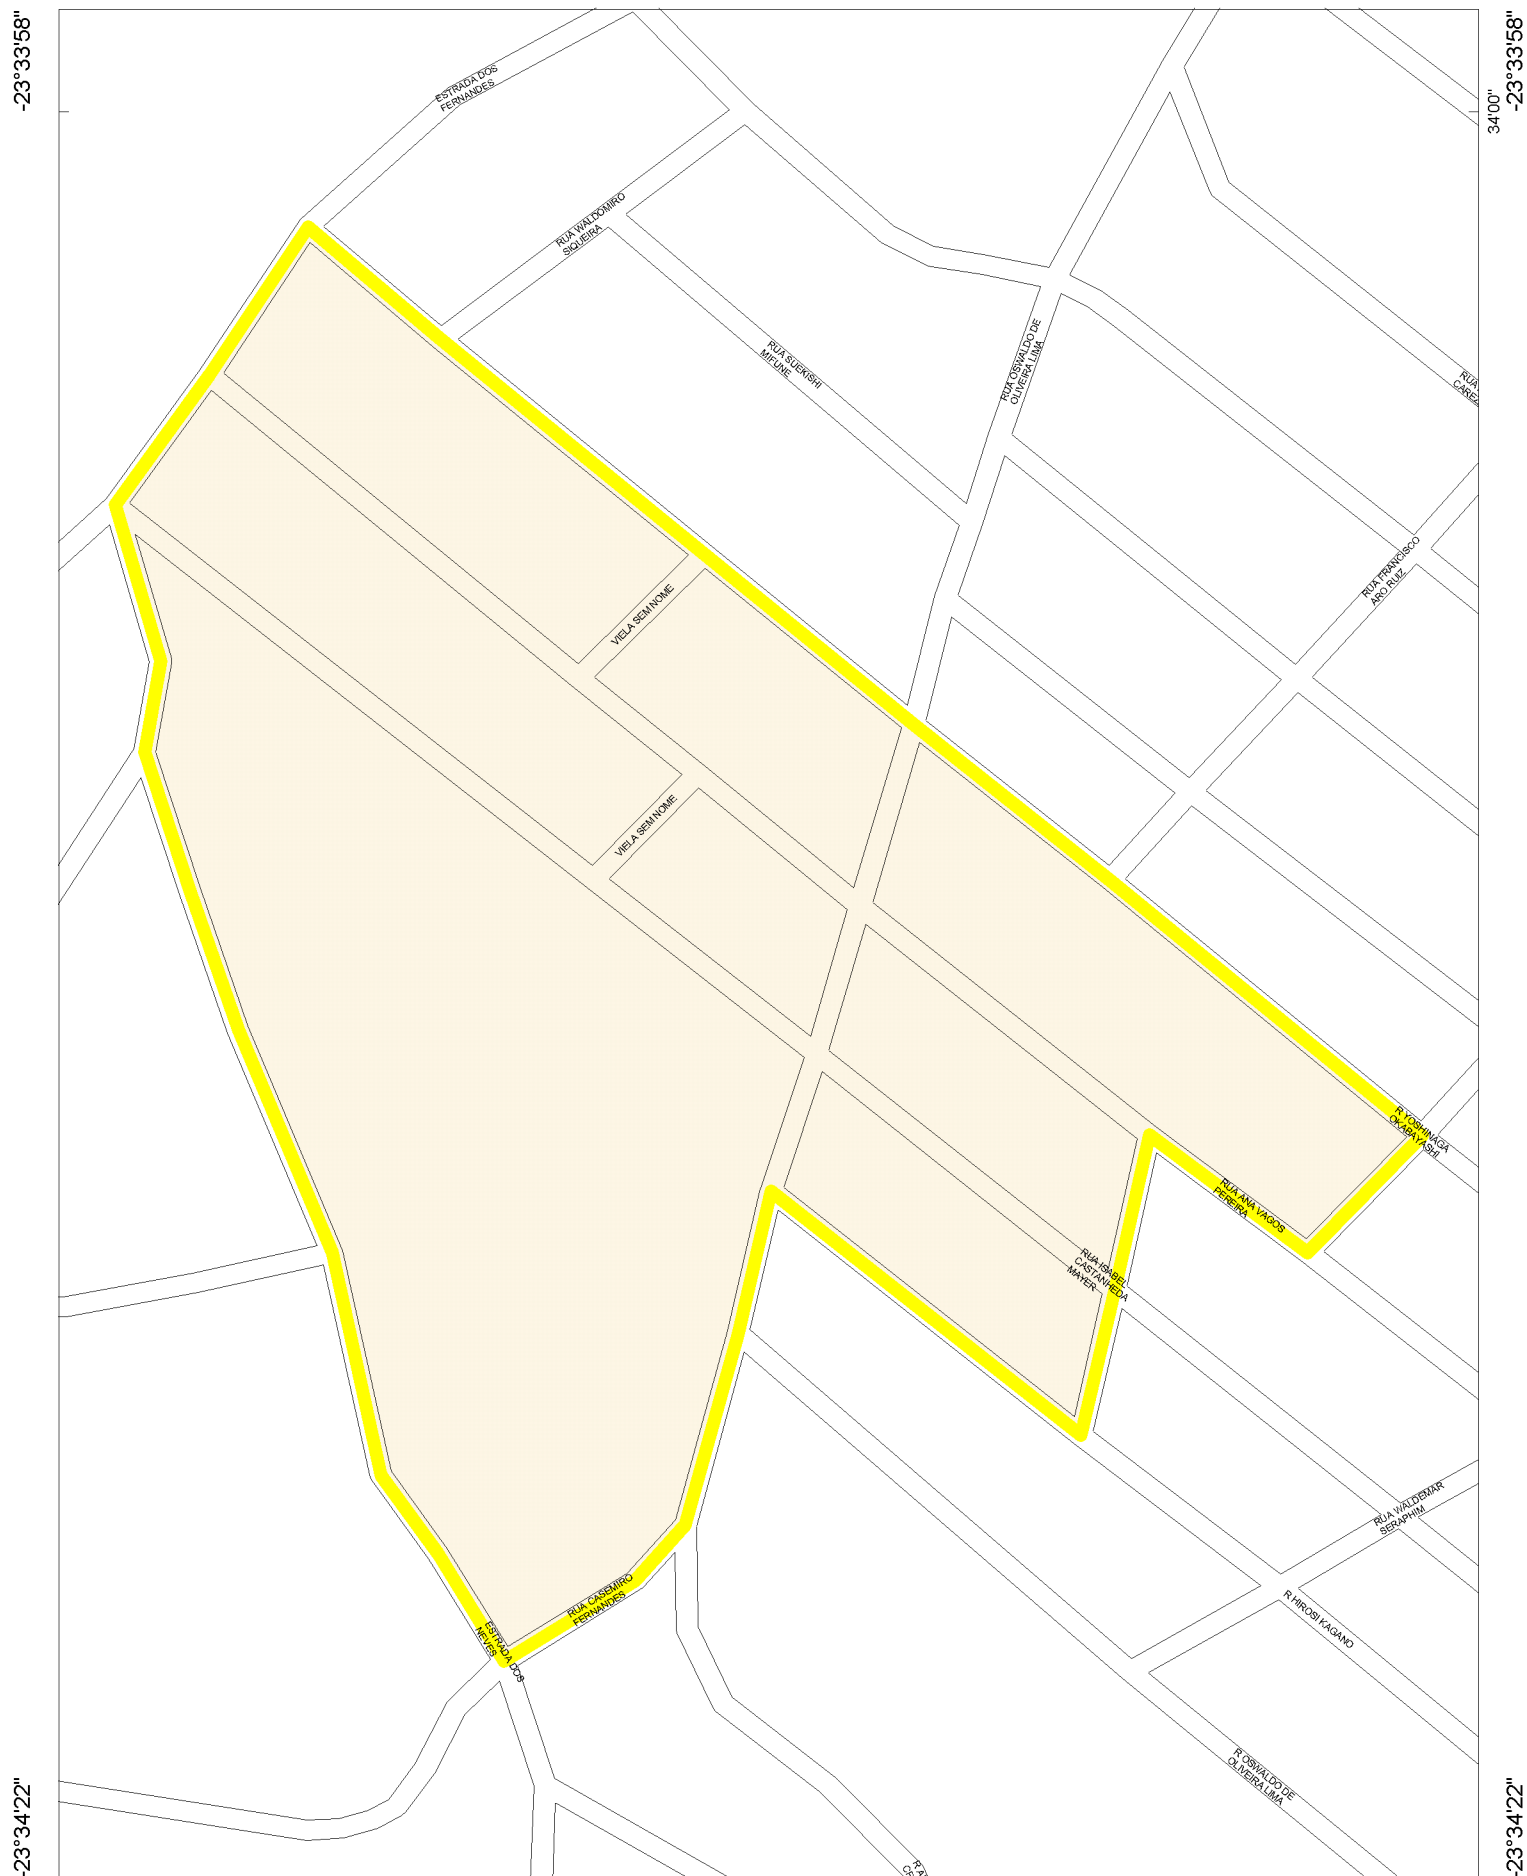 -23°33'58"
-23°33'58"
34'00"
ESTRADA DOS
FERNANDES
RUA WALDOMIRO
SIQUEIRA
RUA SUEKISHI
MIFUNE
RUA OSWALDO DE
OLIVEIRA LIMA
RUA
RUA FRANCISCO
ARO RUIZ
VIELA SEM NOME
VIELA SEM NOME
R YOSHINAGA
OKABAYASHI
RUA ANA VAGOS
PEREIRA
RUA ISABEL
CASTANHEDA
MAYER
RUA WALDEMAR
SERAPHIM
RUA CASEMIRO
FERNANDES
R HIROSI KAGANO
ESTRADA DOS
NEVES
R OSWALDO DE
OLIVEIRA LIMA
-23°34'22"
-23°34'22"